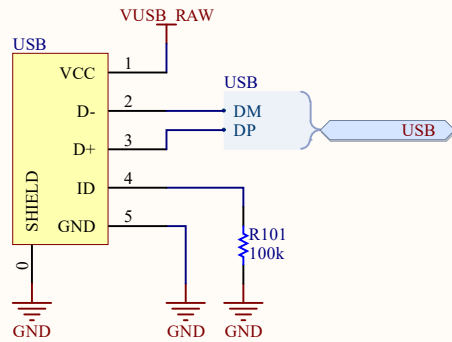 VUSB_RAW
USB
VCC 1
D- 2
D+ 3
ID 4
GND 5
SHIELD
0
USB
DM
DP
USB
R101
100k
GND
GND
GND